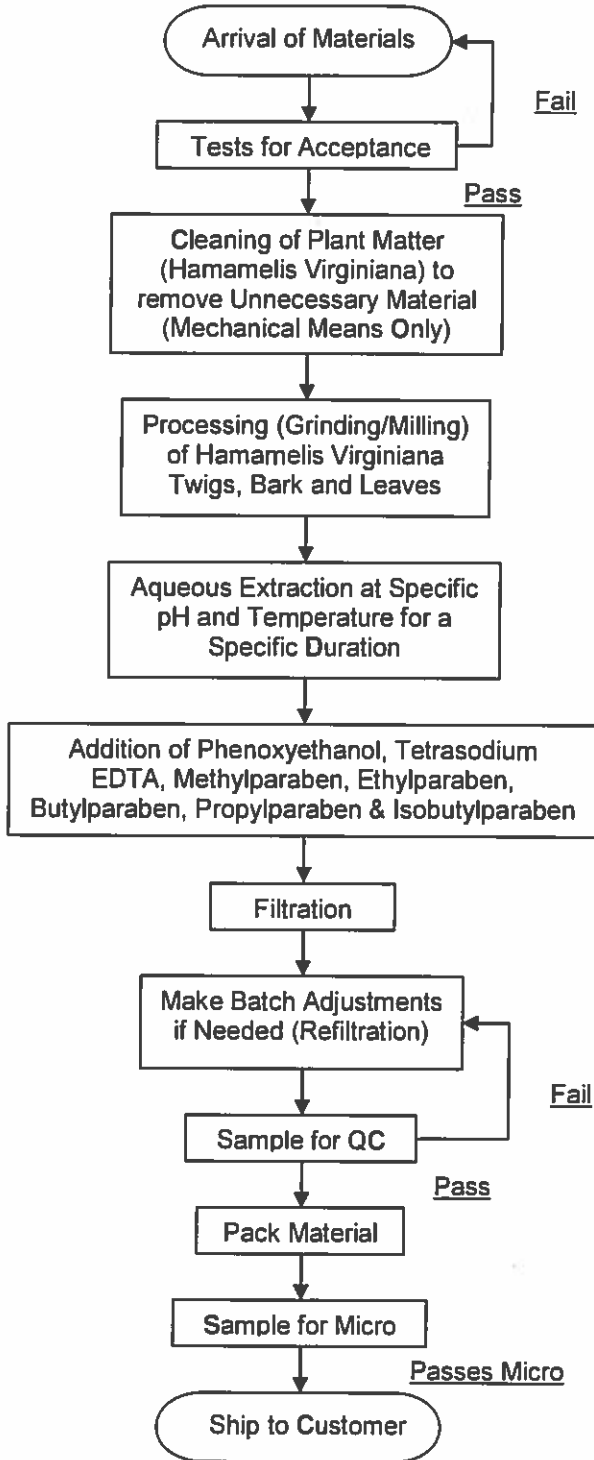 Arrival of Materials
Fail
Tests for Acceptance
Pass
Cleaning of Plant Matter
(Hamamelis Virginiana) to
remove Unnecessary Material
(Mechanical Means Only)
Processing (Grinding/Milling)
of Hamamelis Virginiana
Twigs, Bark and Leaves
Aqueous Extraction at Specific
pH and Temperature for a
Specific Duration
Addition of Phenoxyethanol, Tetrasodium
EDTA, Methylparaben, Ethylparaben,
Butylparaben, Propylparaben & Isobutylparaben
Filtration
Make Batch Adjustments
if Needed (Refiltration)
Fail
Sample for QC
Pass
Pack Material
Sample for Micro
Passes Micro
Ship to Customer